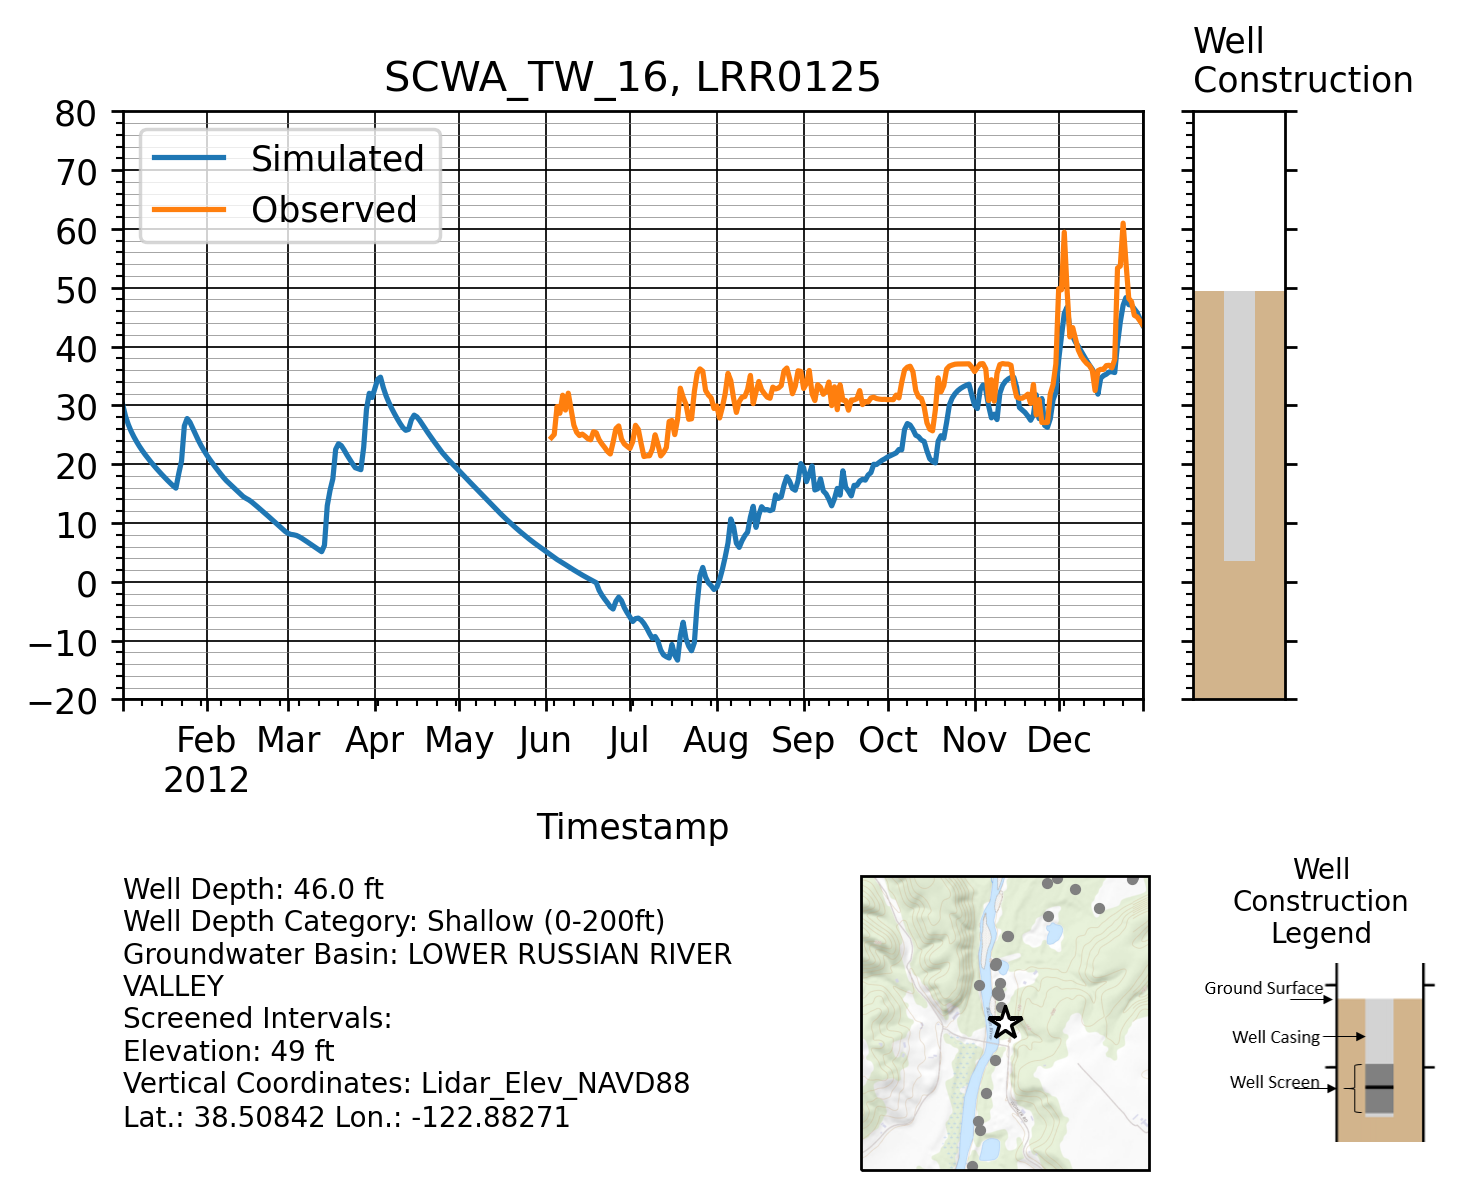 Well
Construction
SCWA_TW_16, LRR0125
Simulated
Observed
80
70
60
50
40
30
20
10
0
−10
−20
Feb Mar Apr May Jun Jul Aug Sep Oct Nov Dec
2012
Timestamp
Well Depth: 46.0 ft
Well Depth Category: Shallow (0-200ft)
Groundwater Basin: LOWER RUSSIAN RIVER
VALLEY
Screened Intervals:
Elevation: 49 ft
Vertical Coordinates: Lidar_Elev_NAVD88
Lat.: 38.50842 Lon.: -122.88271
Well
Construction
Legend
Ground Surface
Well Casing
Well Screen